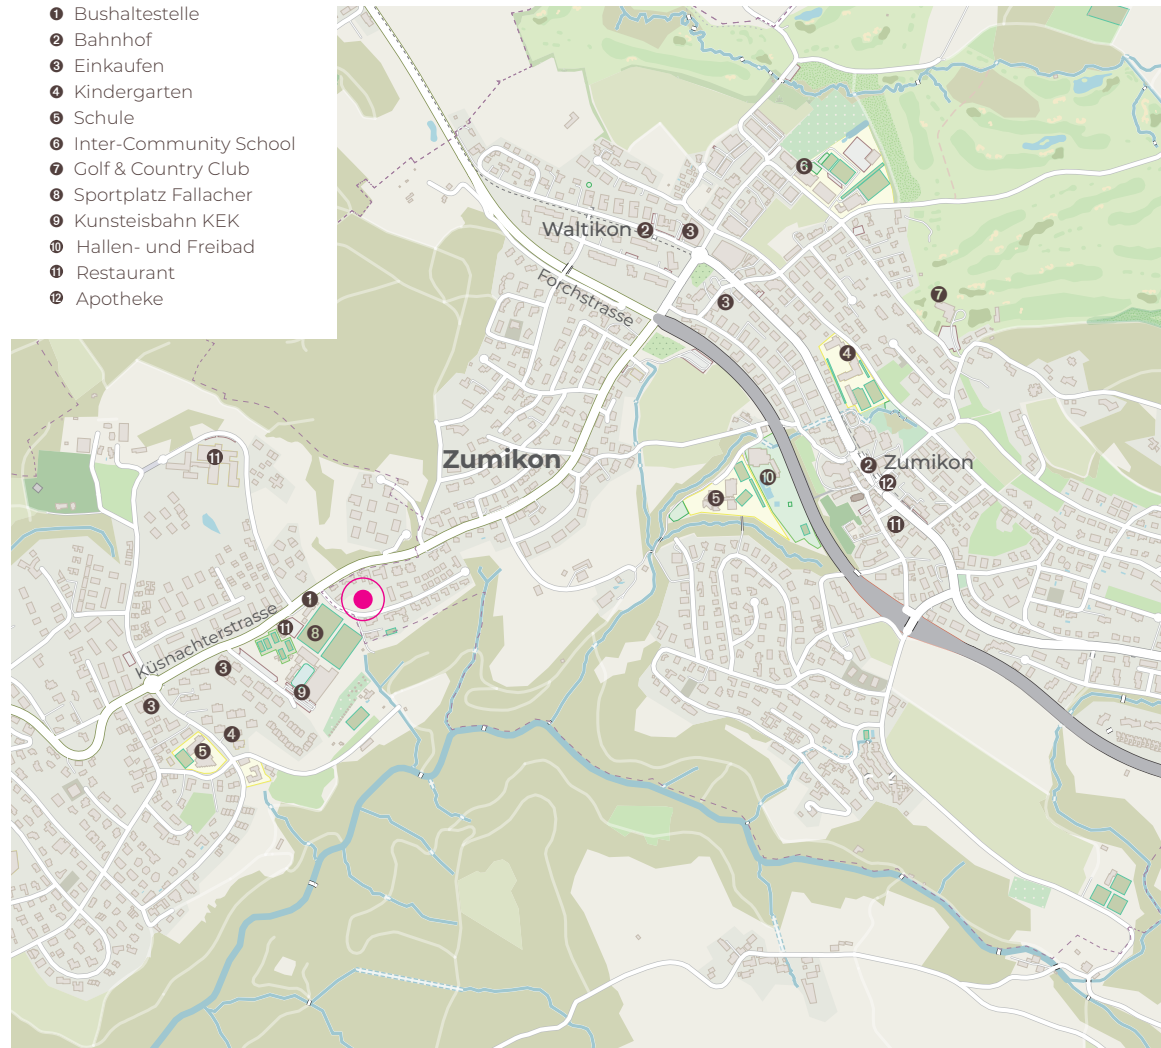 ❶ Bushaltestelle
❷ Bahnhof
❸ Einkaufen
❹ Kindergarten
❺ Schule
❻ Inter-Community School
❼ Golf & Country Club
❽ Sportplatz Fallacher
❾ Kunsteisbahn KEK
❿ Hallen- und Freibad
⓫ Restaurant
⓬ Apotheke
❻
Waltikon ❷ ❸
Forchstrasse
❸
❼
❹
⓫
Zumikon
❷ Zumikon
❿
⓬
❺
⓫
❶
⓫ ❽
Küsnachterstrasse
❸
❾
❸
❹
❺